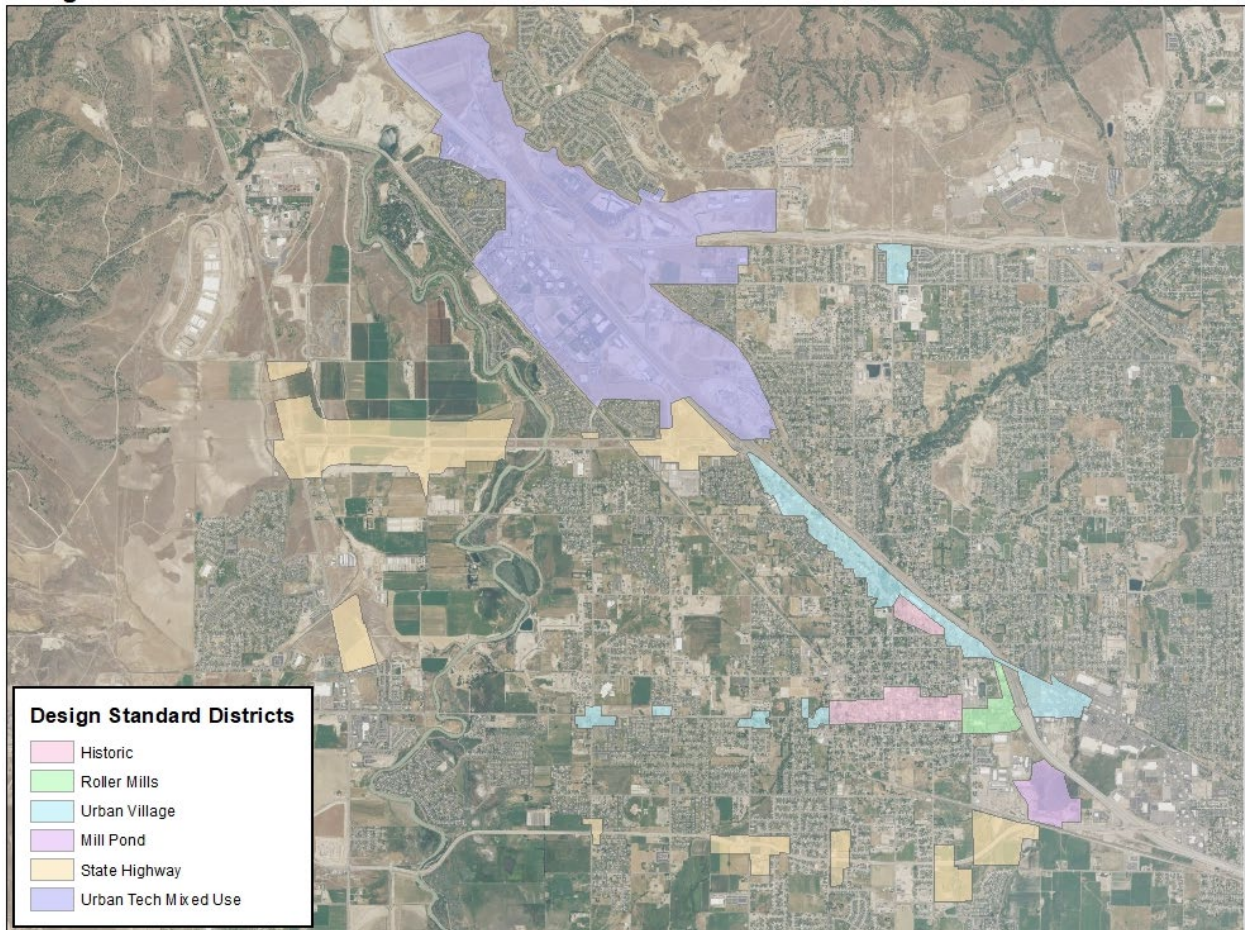 Design Standard Districts
Historic
Roller Mills
Urban Village
Mill Pond
State Highway
Urban Tech Mixed Use